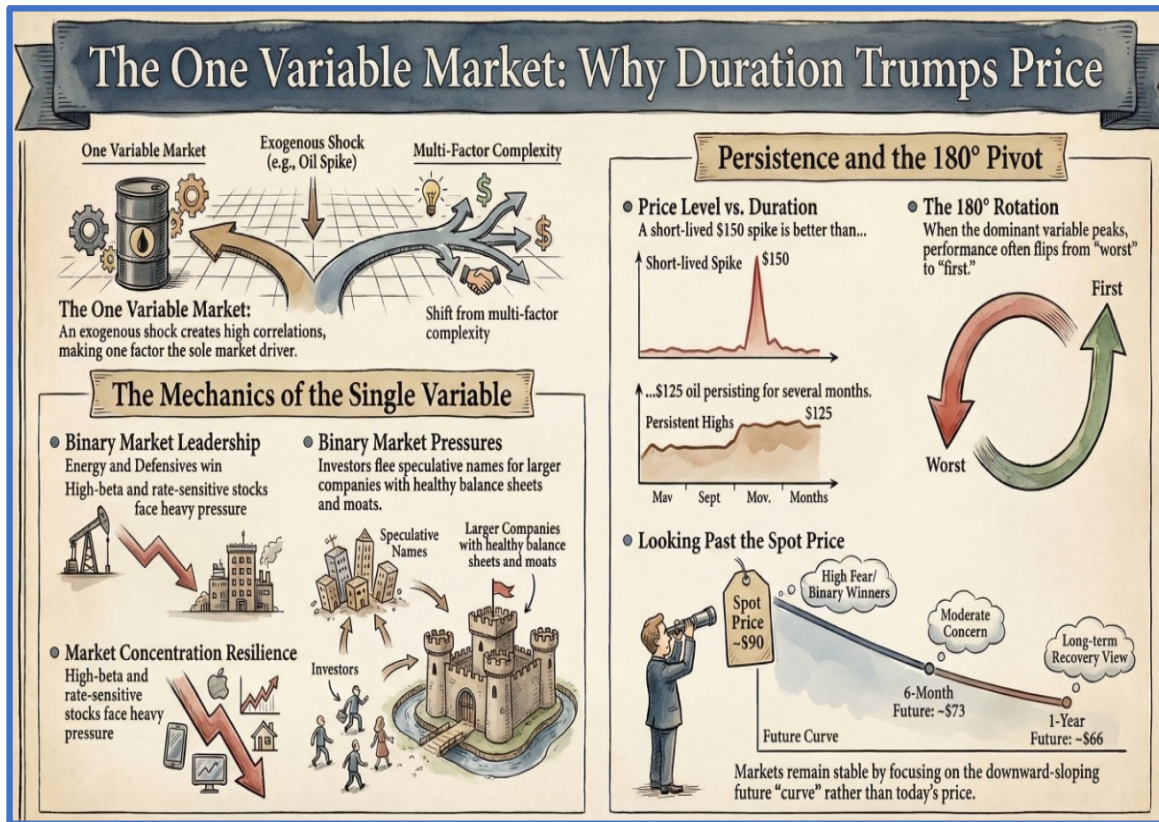 The One Variable Market: Why Duration Trumps Price
One Variable Market
Exogenous Shock
(e.g., Oil Spike)
Multi-Factor Complexity
$
$
The One Variable Market:
An exogenous shock creates high correlations,
making one factor the sole market driver.
Shift from multi-factor
complexity
The Mechanics of the Single Variable
Binary Market Leadership
Energy and Defensives win
High-beta and rate-sensitive stocks
face heavy pressure
Binary Market Pressures
Investors flee speculative names for larger
companies with healthy balance sheets
and moats.
Speculative
Names
Larger Companies
with healthy balance
sheets and moats
Investors
Market Concentration Resilience
High-beta and
rate-sensitive
stocks face heavy
pressure
Persistence and the 180° Pivot
Price Level vs. Duration
A short-lived $150 spike is better than...
Short-lived Spike
$150
...$125 oil persisting for several months.
Persistent Highs
$125
Mav
Sept
Mov.
Months
The 180° Rotation
When the dominant variable peaks,
performance often flips from “worst”
to “first.”
First
Worst
Looking Past the Spot Price
Spot
Price
~$90
High Fear/
Binary Winners
Moderate
Concern
Long-term
Recovery View
6-Month
Future: ~$73
1-Year
Future: ~$66
Future Curve
Markets remain stable by focusing on the downward-sloping
future “curve” rather than today's price.